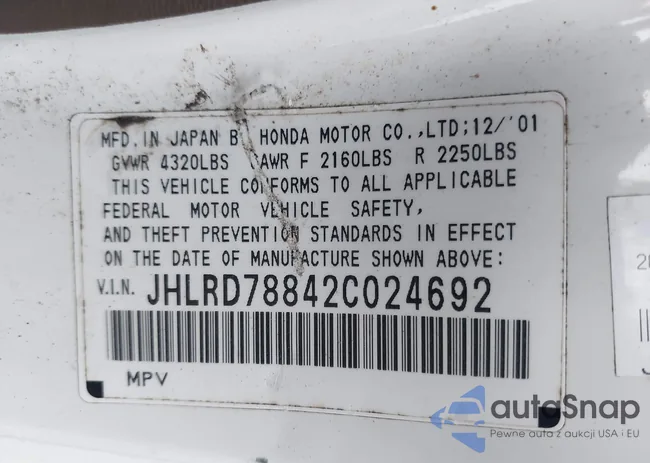 MFD. IN JAPAN B HONDA MOTOR CO.,LTD;12/'01
GVWR 4320LBS GAWR F 2160LBS R 2250LBS
THIS VEHICLE CONFORMS TO ALL APPLICABLE
FEDERAL MOTOR VEHICLE SAFETY,
AND THEFT PREVENTION STANDARDS IN EFFECT
ON THE DATE OF MANUFACTURE SHOWN ABOVE:
V.I.N. JHLRD78842C024692
MPV
20
autoSnap
Pewne auta z aukcji USA i EU